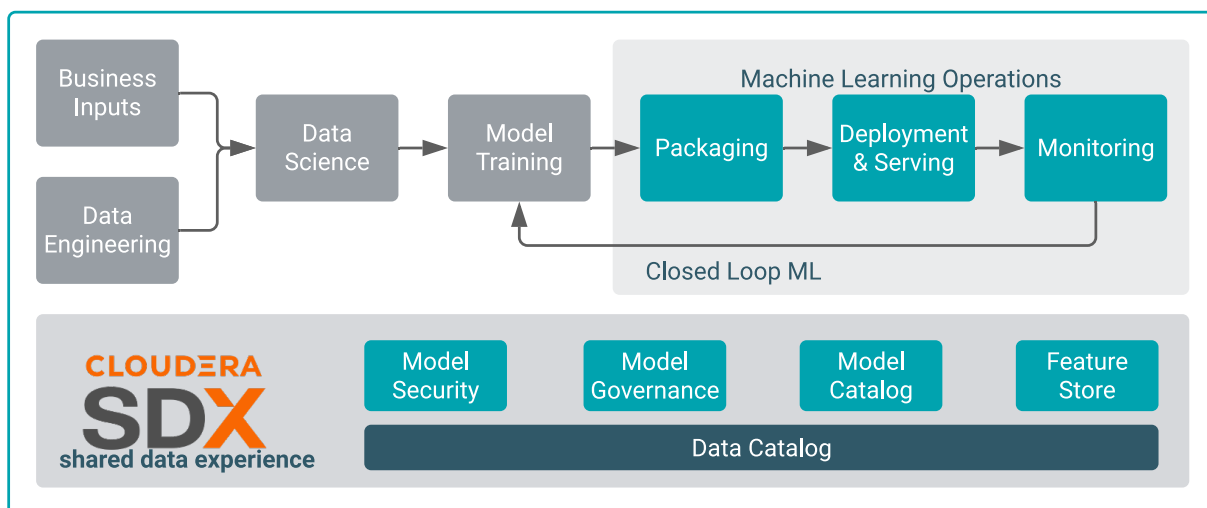 Business
Inputs
Data
Engineering
Data
Science
Model
Training
Machine Learning Operations
Packaging
Deployment
& Serving
Monitoring
Closed Loop ML
CLOUDERA
SDX
shared data experience
Model
Security
Model
Governance
Model
Catalog
Feature
Store
Data Catalog